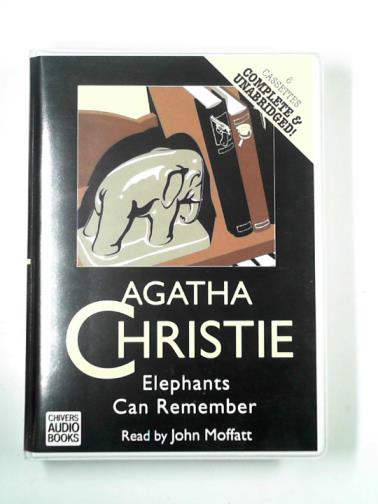 6
CASSETTES
COMPLETE &
UNABRIDGED!
AGATHA
CHRISTIE
Elephants
Can Remember
Read by John Moffatt
CHIVERS
AUDIO
BOOKS